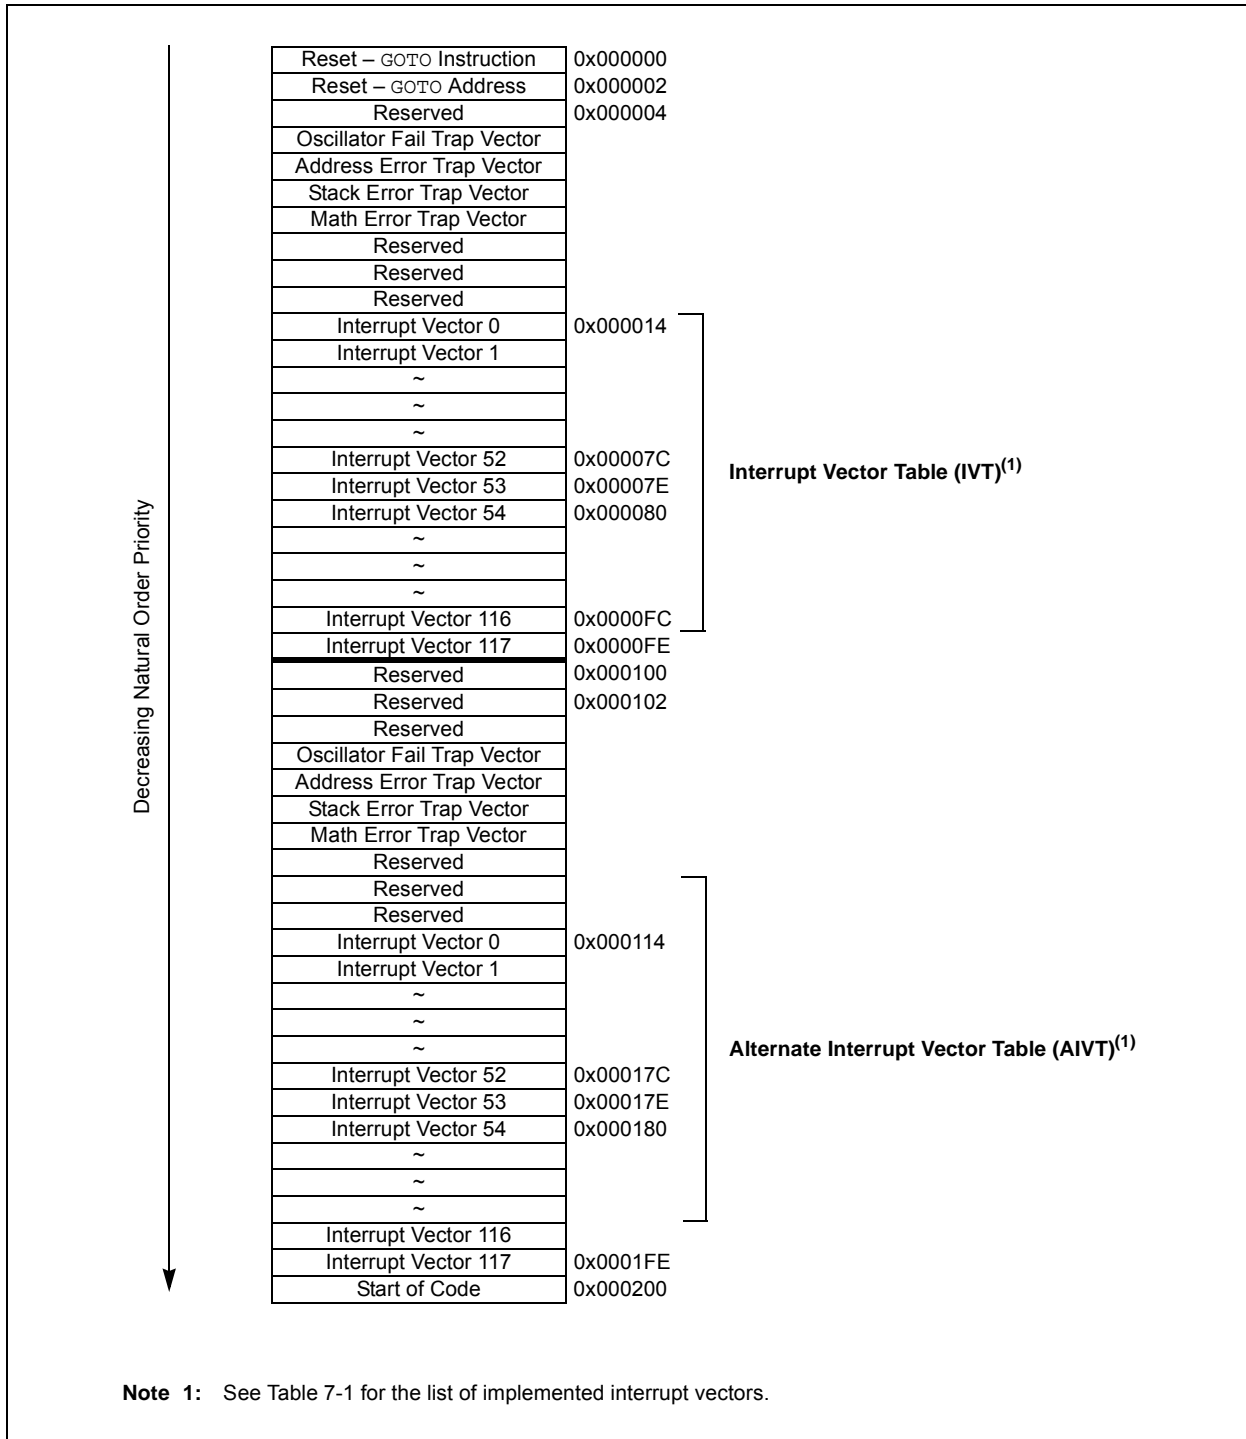 Reset – GOTO Instruction 0x000000
Reset – GOTO Address 0x000002
Reserved 0x000004
Oscillator Fail Trap Vector
Address Error Trap Vector
Stack Error Trap Vector
Math Error Trap Vector
Reserved
Reserved
Reserved
Interrupt Vector 0 0x000014
Interrupt Vector 1
~
~
~
Interrupt Vector 52 0x00007C
Interrupt Vector Table (IVT)(1)
Interrupt Vector 53 0x00007E
Interrupt Vector 54 0x000080
~
~
~
Interrupt Vector 116 0x0000FC
Interrupt Vector 117 0x0000FE
Decreasing Natural Order Priority
Reserved 0x000100
Reserved 0x000102
Reserved
Oscillator Fail Trap Vector
Address Error Trap Vector
Stack Error Trap Vector
Math Error Trap Vector
Reserved
Reserved
Reserved
Interrupt Vector 0 0x000114
Interrupt Vector 1
~
~
~
Alternate Interrupt Vector Table (AIVT)(1)
Interrupt Vector 52 0x00017C
Interrupt Vector 53 0x00017E
Interrupt Vector 54 0x000180
~
~
~
Interrupt Vector 116
Interrupt Vector 117 0x0001FE
Start of Code 0x000200
Note 1: See Table 7-1 for the list of implemented interrupt vectors.